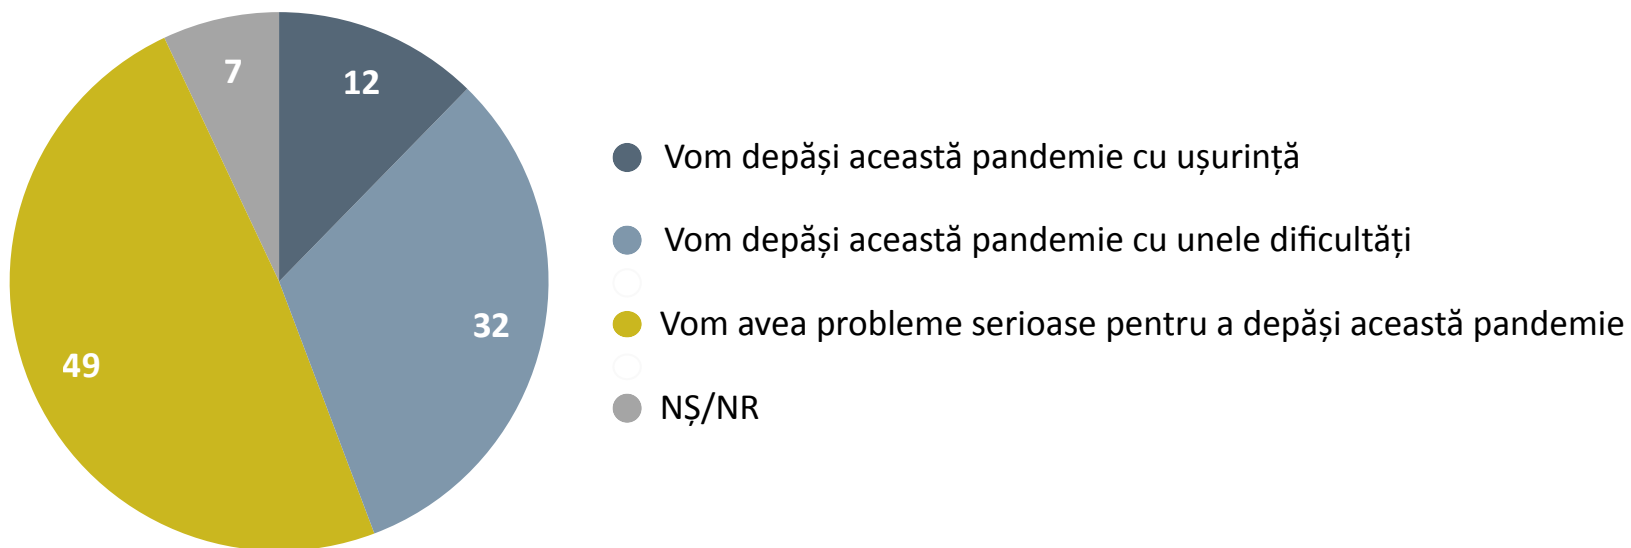 7
12
32
49
Vom depăși această pandemie cu ușurință
Vom depăși această pandemie cu unele dificultăți
Vom avea probleme serioase pentru a depăși această pandemie
NȘ/NR